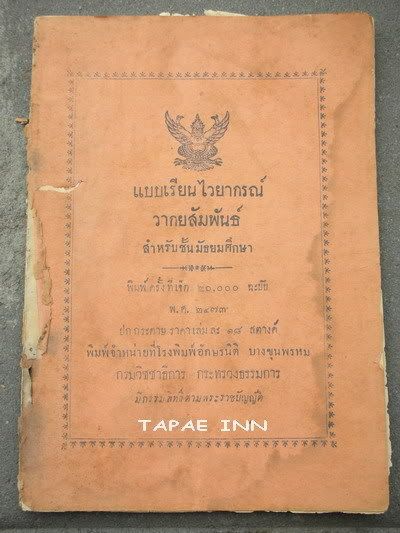 แบบเรียนไวยากรณ์
วากยสัมพันธ์
สำหรับชั้นมัธยมศึกษา
พิมพ์ครั้งที่เจ็ด ๒๐,๐๐๐ ฉะบับ
พ.ศ. ๒๔๗๓
ปกกระดาษ ราคาเล่มละ ๑๘ สตางค์
พิมพ์จำหน่ายที่โรงพิมพ์อักษรนิติ บางขุนพรหม
กรมวิชชาธิการ กระทรวงธรรมการ
มีกรรมสิทธิ์ตามพระราชบัญญัติ
TAPAE INN